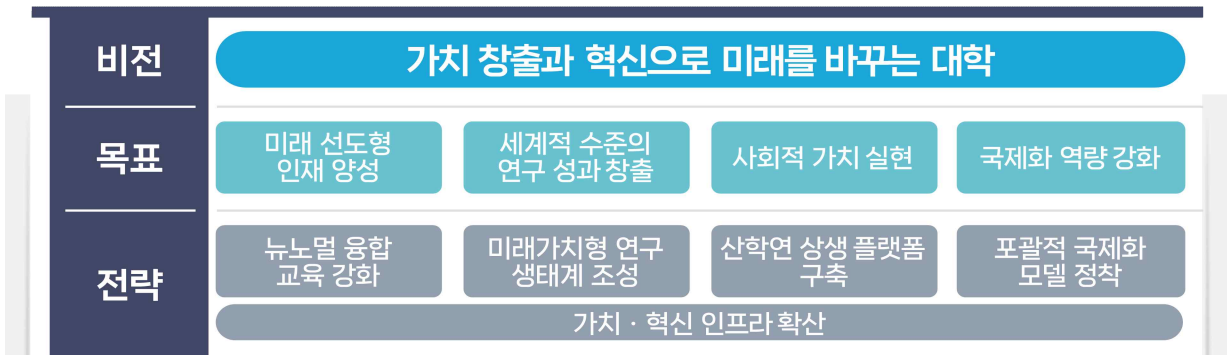 비전
가치 창출과 혁신으로 미래를 바꾸는 대학
목표
미래 선도형
인재 양성
세계적 수준의
연구 성과 창출
사회적 가치 실현
국제화 역량 강화
전략
뉴노멀 융합
교육 강화
미래가치형 연구
생태계 조성
산학연 상생 플랫폼
구축
포괄적 국제화
모델 정착
가치 · 혁신 인프라 확산